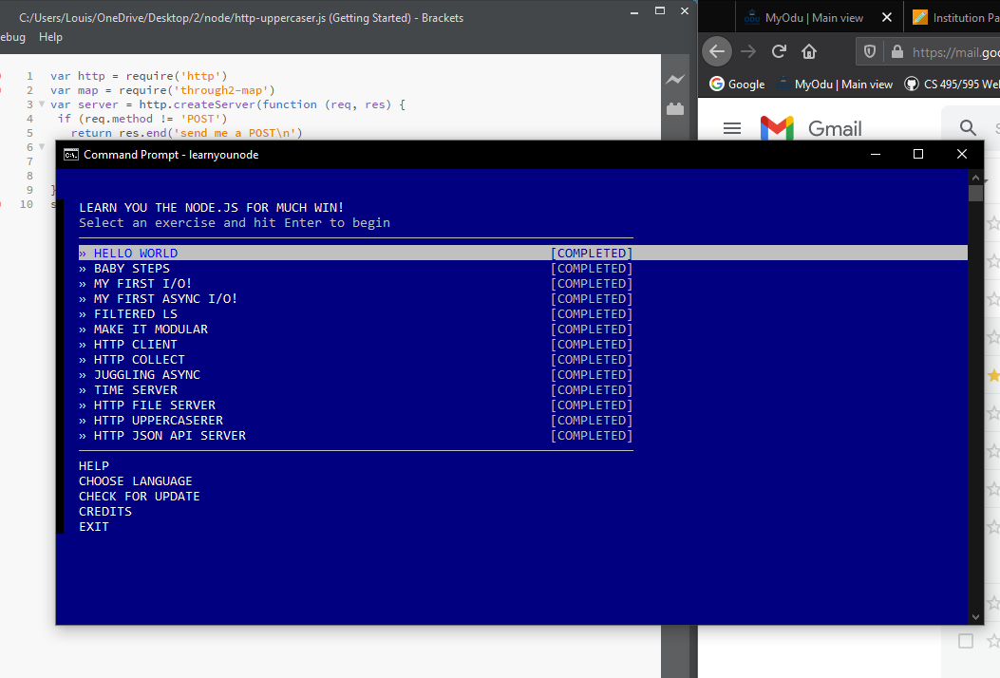 C:/Users/Louis/OneDrive/Desktop/2/node/http-uppercaser.js (Getting Started) - Brackets
ebug Help
1 var http = require('http')
2 var map = require('through2-map')
3 var server = http.createServer(function (req, res) {
4 if (req.method != 'POST')
5 return res.end('send me a POST\n')
6
7
8
9 }
10 s
MyOdu | Main view
Institution Pa
https://mail.goo
Google MyOdu | Main view CS 495/595 We
Gmail
Command Prompt - learnyounode
LEARN YOU THE NODE.JS FOR MUCH WIN!
Select an exercise and hit Enter to begin
» HELLO WORLD [COMPLETED]
» BABY STEPS [COMPLETED]
» MY FIRST I/O! [COMPLETED]
» MY FIRST ASYNC I/O! [COMPLETED]
» FILTERED LS [COMPLETED]
» MAKE IT MODULAR [COMPLETED]
» HTTP CLIENT [COMPLETED]
» HTTP COLLECT [COMPLETED]
» JUGGLING ASYNC [COMPLETED]
» TIME SERVER [COMPLETED]
» HTTP FILE SERVER [COMPLETED]
» HTTP UPPERCASERER [COMPLETED]
» HTTP JSON API SERVER [COMPLETED]
HELP
CHOOSE LANGUAGE
CHECK FOR UPDATE
CREDITS
EXIT